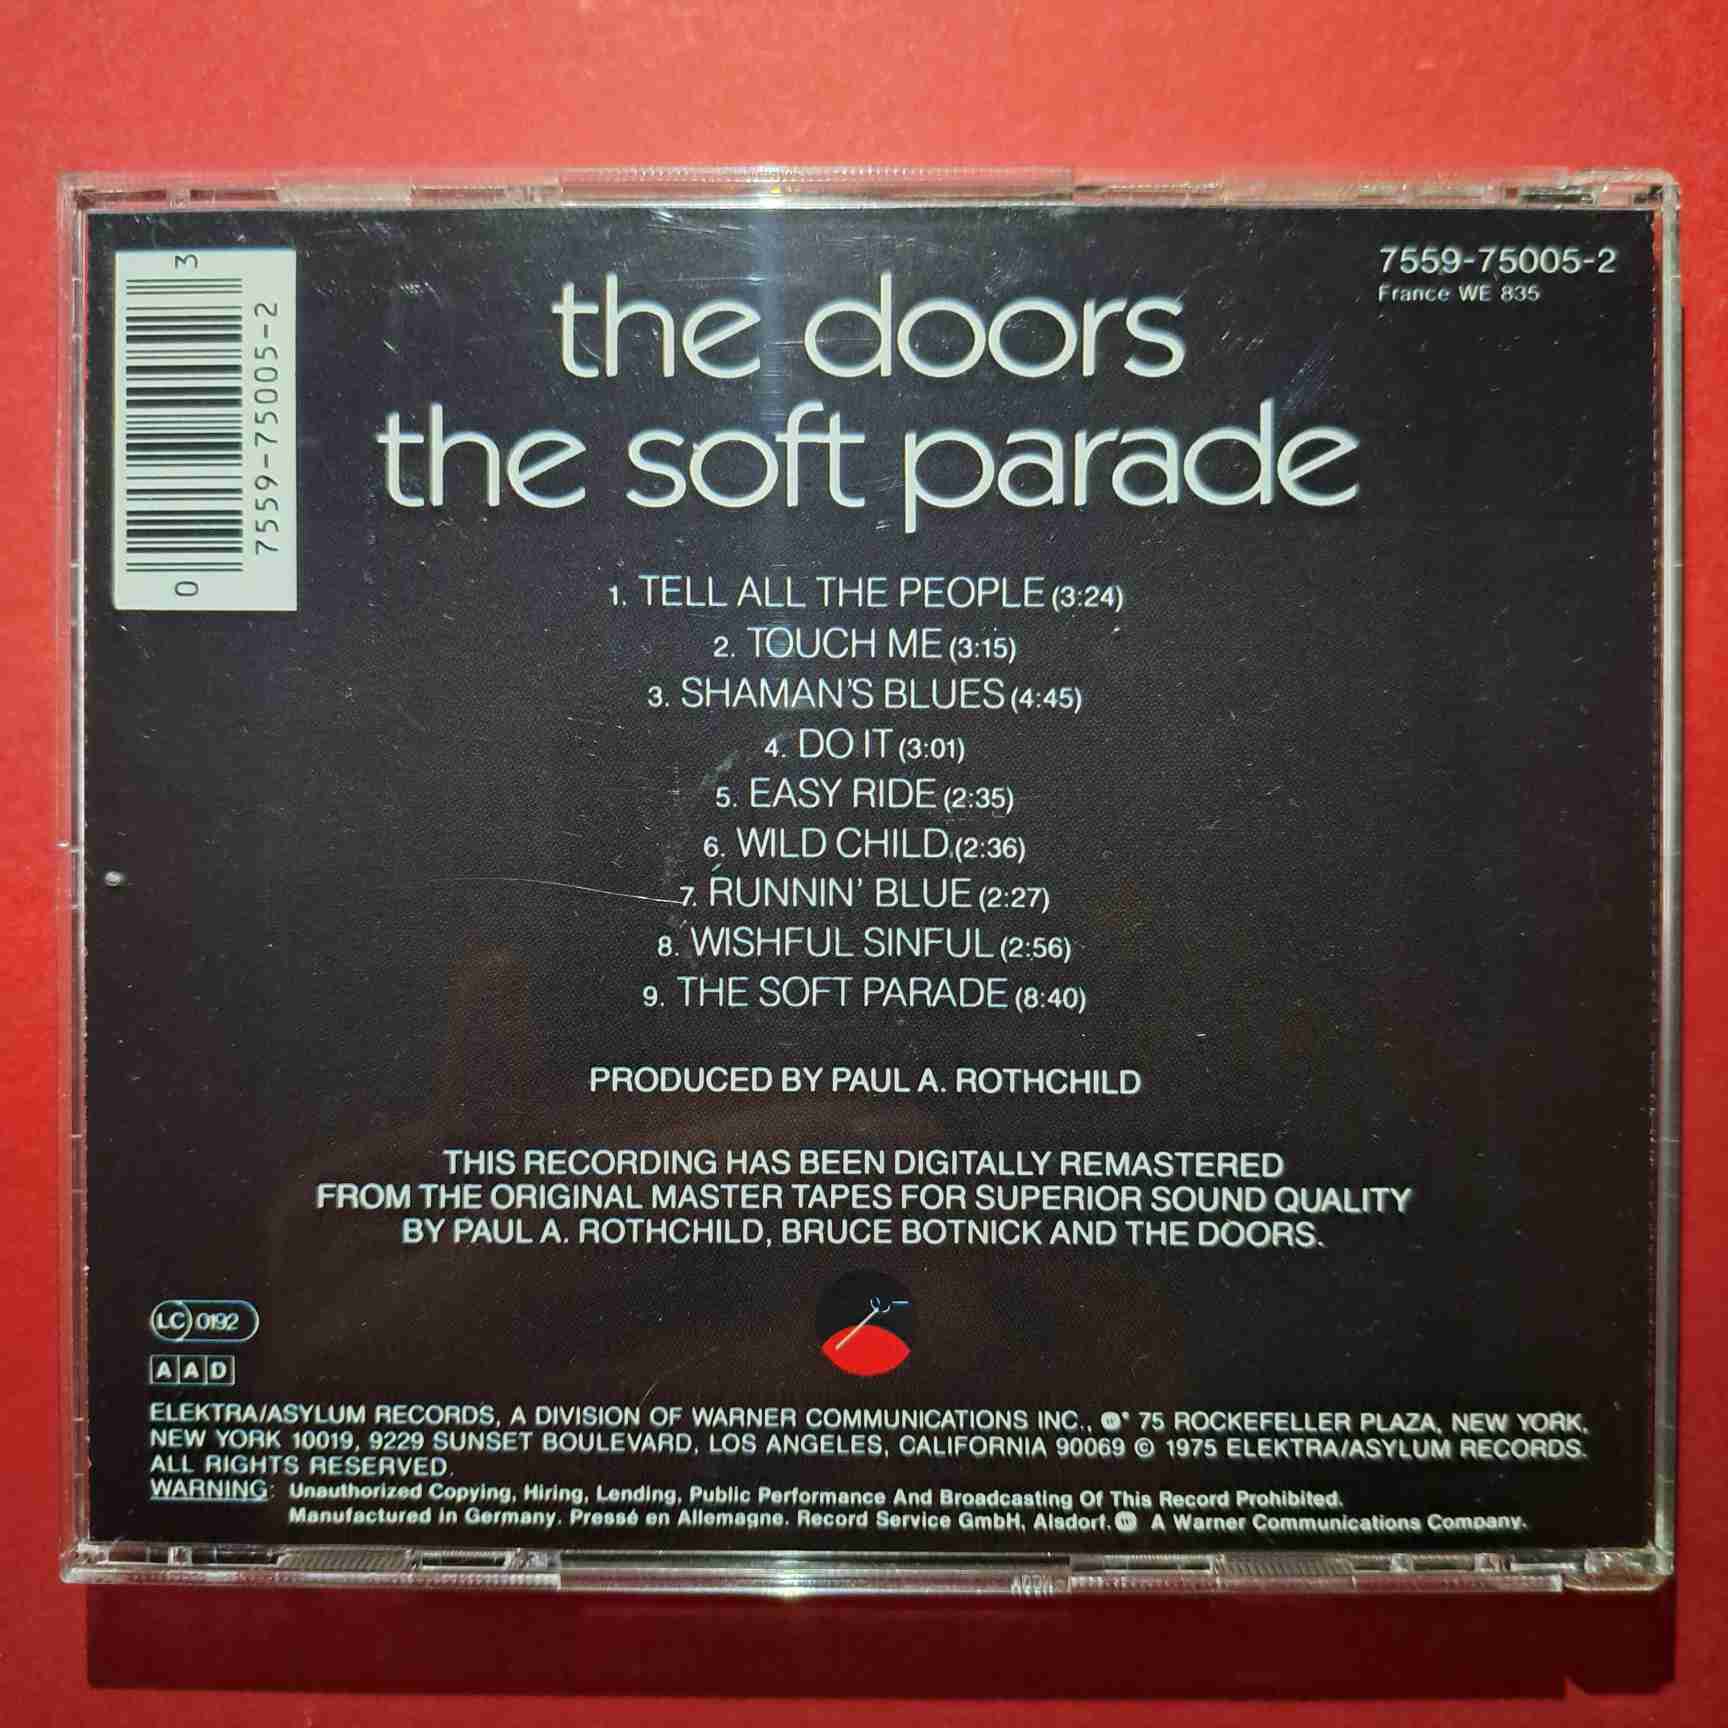 3
7559-75005-2
0
7559-75005-2
France WE 835
the doors
the soft parade
1. TELL ALL THE PEOPLE (3:24)
2. TOUCH ME (3:15)
3. SHAMAN'S BLUES (4:45)
4. DO IT (3:01)
5. EASY RIDE (2:35)
6. WILD CHILD (2:36)
7. RUNNIN' BLUE (2:27)
8. WISHFUL SINFUL (2:56)
9. THE SOFT PARADE (8:40)
PRODUCED BY PAUL A. ROTHCHILD
THIS RECORDING HAS BEEN DIGITALLY REMASTERED
FROM THE ORIGINAL MASTER TAPES FOR SUPERIOR SOUND QUALITY
BY PAUL A. ROTHCHILD, BRUCE BOTNICK AND THE DOORS.
LC 0192
AAD
ELEKTRA/ASYLUM RECORDS, A DIVISION OF WARNER COMMUNICATIONS INC., 75 ROCKEFELLER PLAZA, NEW YORK,
NEW YORK 10019, 9229 SUNSET BOULEVARD, LOS ANGELES, CALIFORNIA 90069 © 1975 ELEKTRA/ASYLUM RECORDS.
ALL RIGHTS RESERVED.
WARNING: Unauthorized Copying, Hiring, Lending, Public Performance And Broadcasting Of This Record Prohibited.
Manufactured in Germany. Pressé en Allemagne. Record Service GmbH, Alsdorf. A Warner Communications Company.